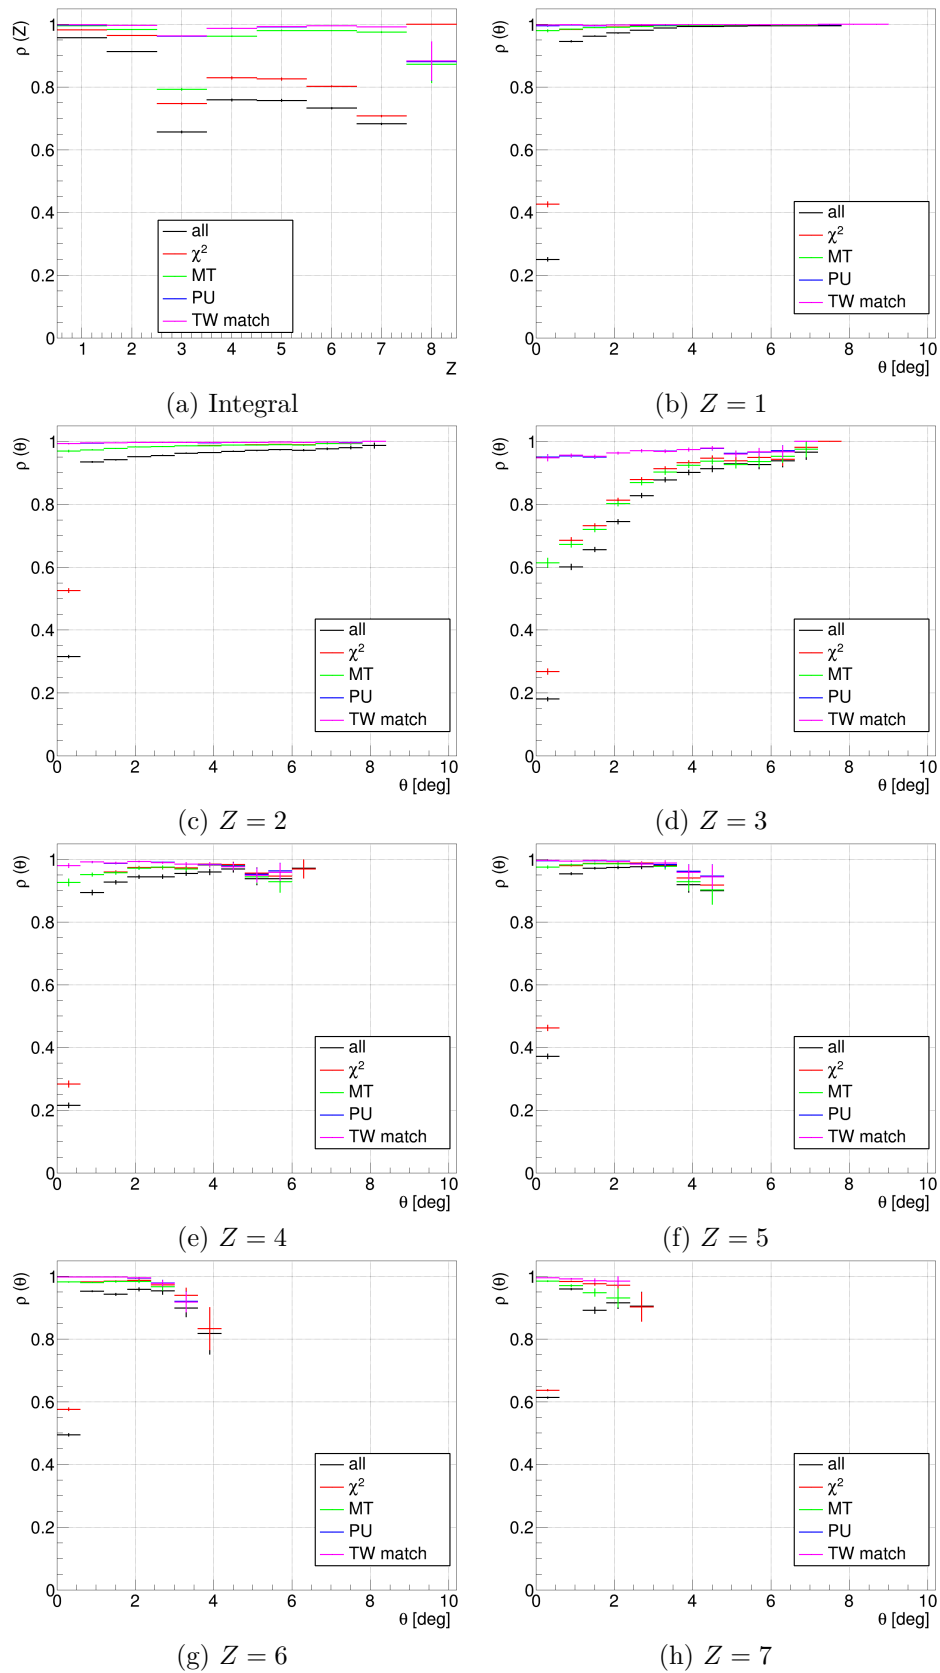 ρ (Z)
1
0.8
0.6
0.4
0.2
0
all
χ²
MT
PU
TW match
1 2 3 4 5 6 7 8
Z
(a) Integral
ρ (θ)
1
0.8
0.6
0.4
0.2
0
all
χ²
MT
PU
TW match
0 2 4 6 8 10
θ [deg]
(b) Z = 1
ρ (θ)
1
0.8
0.6
0.4
0.2
0
all
χ²
MT
PU
TW match
0 2 4 6 8 10
θ [deg]
(c) Z = 2
ρ (θ)
1
0.8
0.6
0.4
0.2
0
all
χ²
MT
PU
TW match
0 2 4 6 8 10
θ [deg]
(d) Z = 3
ρ (θ)
1
0.8
0.6
0.4
0.2
0
all
χ²
MT
PU
TW match
0 2 4 6 8 10
θ [deg]
(e) Z = 4
ρ (θ)
1
0.8
0.6
0.4
0.2
0
all
χ²
MT
PU
TW match
0 2 4 6 8 10
θ [deg]
(f) Z = 5
ρ (θ)
1
0.8
0.6
0.4
0.2
0
all
χ²
MT
PU
TW match
0 2 4 6 8 10
θ [deg]
(g) Z = 6
ρ (θ)
1
0.8
0.6
0.4
0.2
0
all
χ²
MT
PU
TW match
0 2 4 6 8 10
θ [deg]
(h) Z = 7